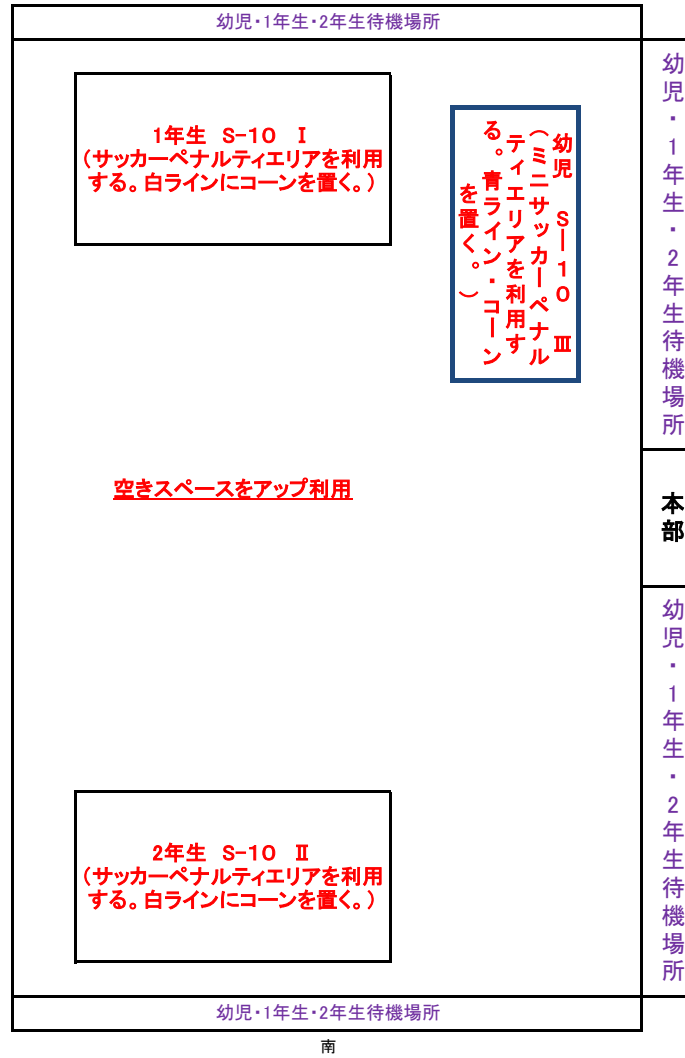 幼児・1年生・2年生待機場所
1年生 S-10 Ⅰ
(サッカーペナルティエリアを利用
する。白ラインにコーンを置く。)
幼児 S―10 Ⅲ
(ミニサッカーペナル
ティエリアを利用す
る。青ライン・コーン
を置く。)
幼児・1年生・2年生待機場所
空きスペースをアップ利用
本部
幼児・1年生・2年生待機場所
2年生 S-10 Ⅱ
(サッカーペナルティエリアを利用
する。白ラインにコーンを置く。)
幼児・1年生・2年生待機場所
南